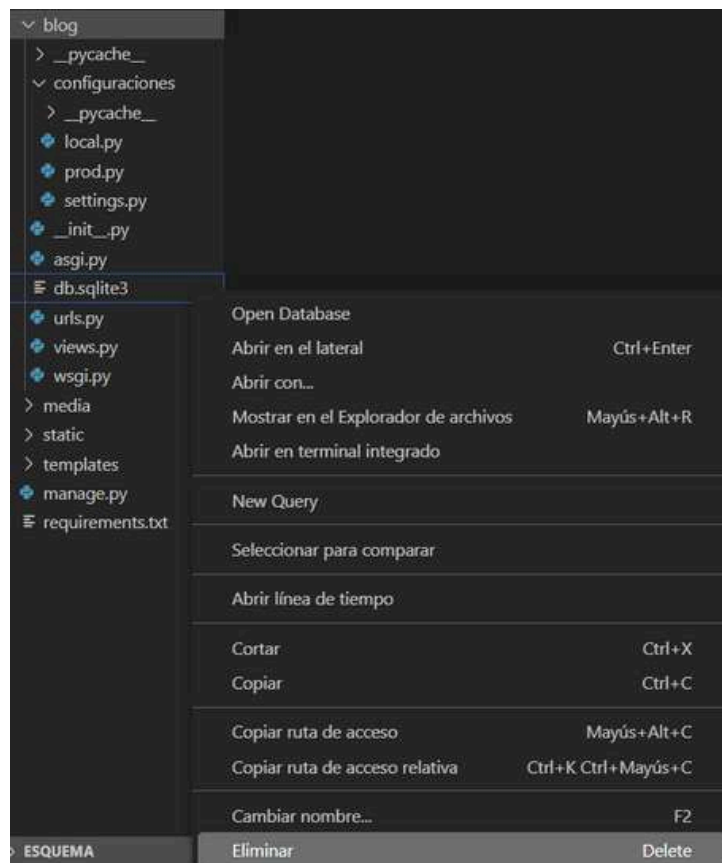 blog
__pycache__
configuraciones
__pycache__
local.py
prod.py
settings.py
__init__.py
asgi.py
db.sqlite3
urls.py
views.py
wsgi.py
media
static
templates
manage.py
requirements.txt
ESQUEMA
Open Database
Abrir en el lateral Ctrl+Enter
Abrir con...
Mostrar en el Explorador de archivos Mayús+Alt+R
Abrir en terminal integrado
New Query
Seleccionar para comparar
Abrir línea de tiempo
Cortar Ctrl+X
Copiar Ctrl+C
Copiar ruta de acceso Mayús+Alt+C
Copiar ruta de acceso relativa Ctrl+K Ctrl+Mayús+C
Cambiar nombre... F2
Eliminar Delete